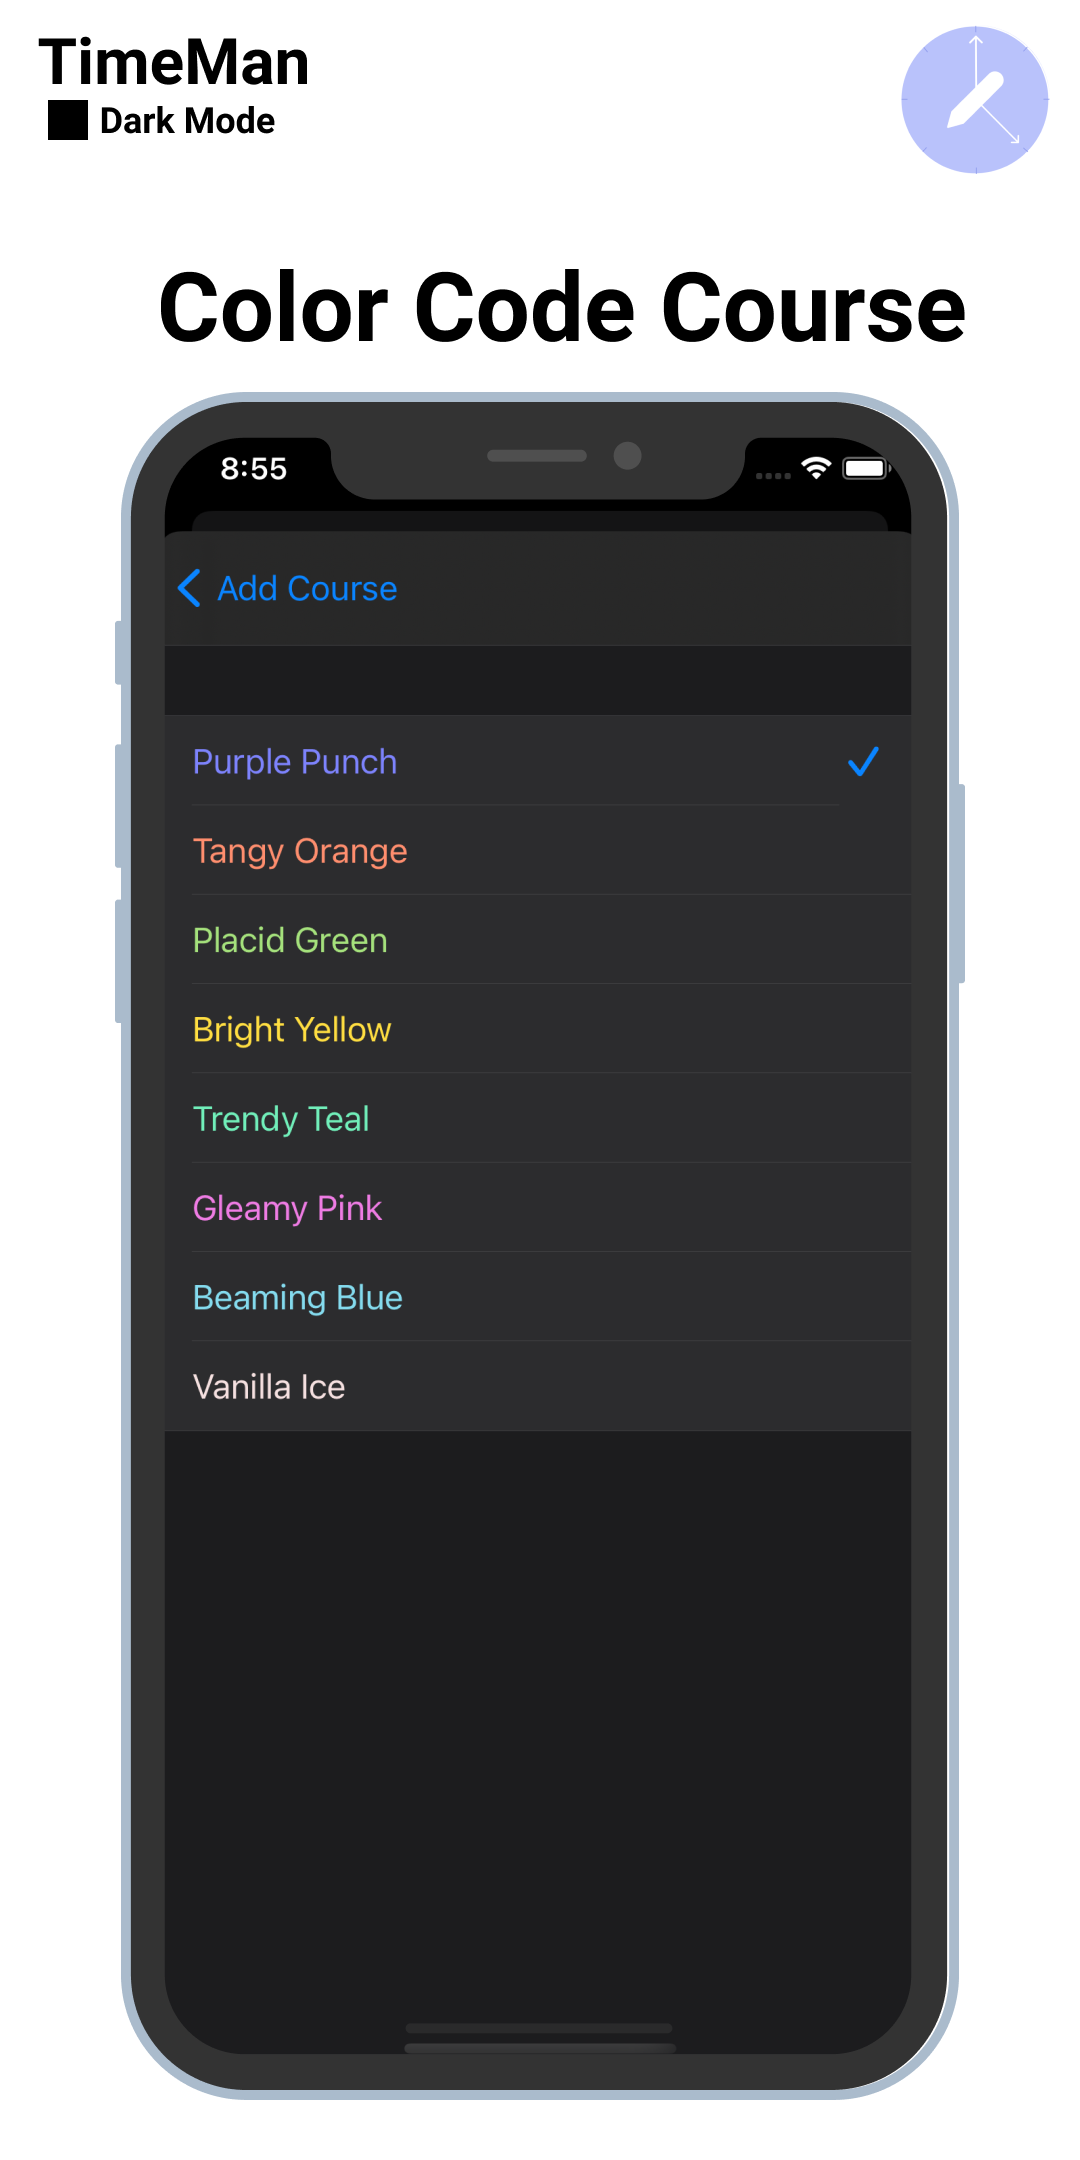 TimeMan
Dark Mode
Color Code Course
8:55
Add Course
Purple Punch
Tangy Orange
Placid Green
Bright Yellow
Trendy Teal
Gleamy Pink
Beaming Blue
Vanilla Ice